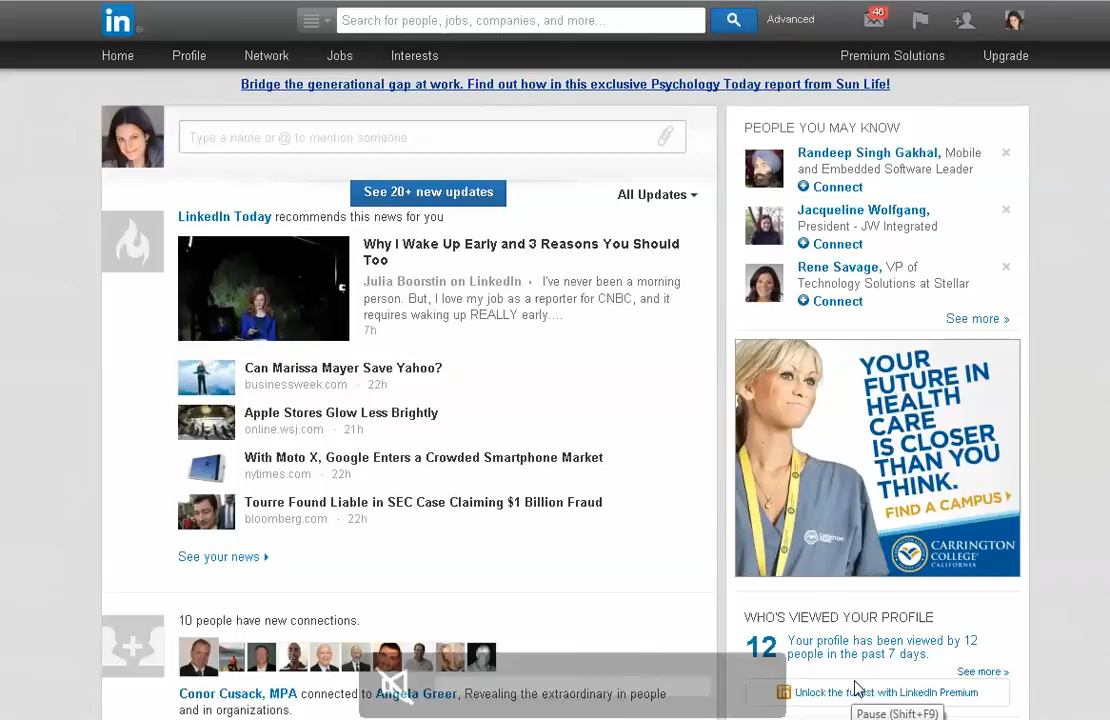 in
Search for people, jobs, companies, and more...
Advanced
46
Home
Profile
Network
Jobs
Interests
Premium Solutions
Upgrade
Bridge the generational gap at work. Find out how in this exclusive Psychology Today report from Sun Life!
Type a name or @ to mention someone
See 20+ new updates
All Updates
LinkedIn Today recommends this news for you
Why I Wake Up Early and 3 Reasons You Should
Too
Julia Boorstin on LinkedIn · I've never been a morning
person. But, I love my job as a reporter for CNBC, and it
requires waking up REALLY early....
7h
Can Marissa Mayer Save Yahoo?
businessweek.com · 22h
Apple Stores Glow Less Brightly
online.wsj.com · 21h
With Moto X, Google Enters a Crowded Smartphone Market
nytimes.com · 22h
Tourre Found Liable in SEC Case Claiming $1 Billion Fraud
bloomberg.com · 22h
See your news
10 people have new connections.
Conor Cusack, MPA connected to Angela Greer, Revealing the extraordinary in people
and in organizations.
PEOPLE YOU MAY KNOW
Randeep Singh Gakhal, Mobile
and Embedded Software Leader
Connect
Jacqueline Wolfgang,
President - JW Integrated
Connect
Rene Savage, VP of
Technology Solutions at Stellar
Connect
See more »
YOUR
FUTURE IN
HEALTH
CARE
IS CLOSER
THAN YOU
THINK.
FIND A CAMPUS
CARRINGTON
COLLEGE
CALIFORNIA
WHO'S VIEWED YOUR PROFILE
12
Your profile has been viewed by 12
people in the past 7 days.
See more »
Unlock the full list with LinkedIn Premium
Pause (Shift+F9)